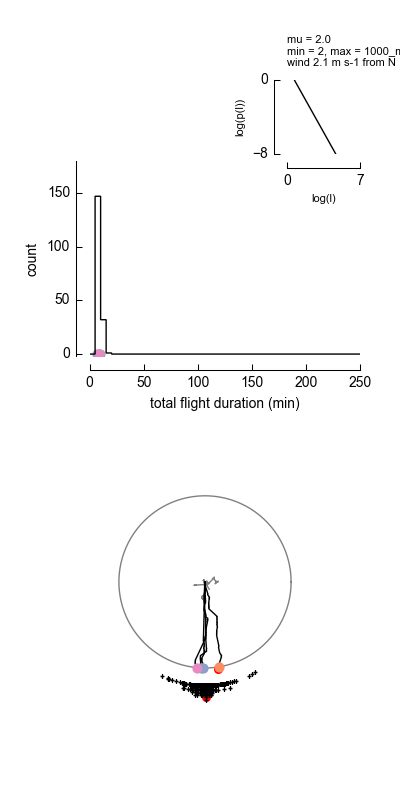 mu = 2.0
min = 2, max = 1000_m
wind 2.1 m s-1 from N
0
−8
log(p(l))
0 7
log(l)
150
100
50
0
count
0 50 100 150 200 250
total flight duration (min)